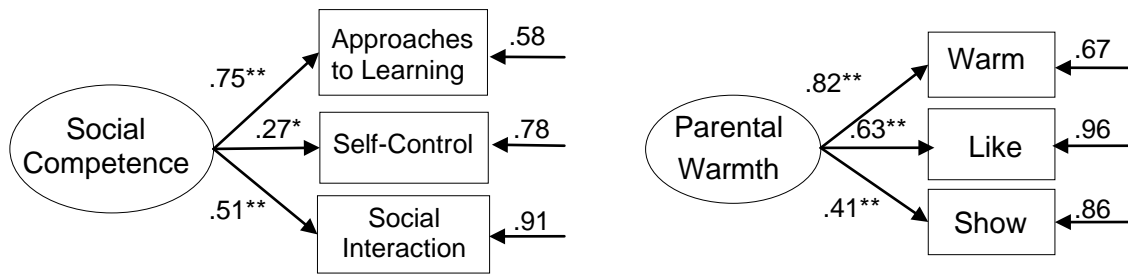 Approaches
to Learning
.58
.75**
Social
Competence
.27*
Self-Control
.78
.51**
Social
Interaction
.91
Warm
.67
.82**
Parental
Warmth
.63**
Like
.96
.41**
Show
.86